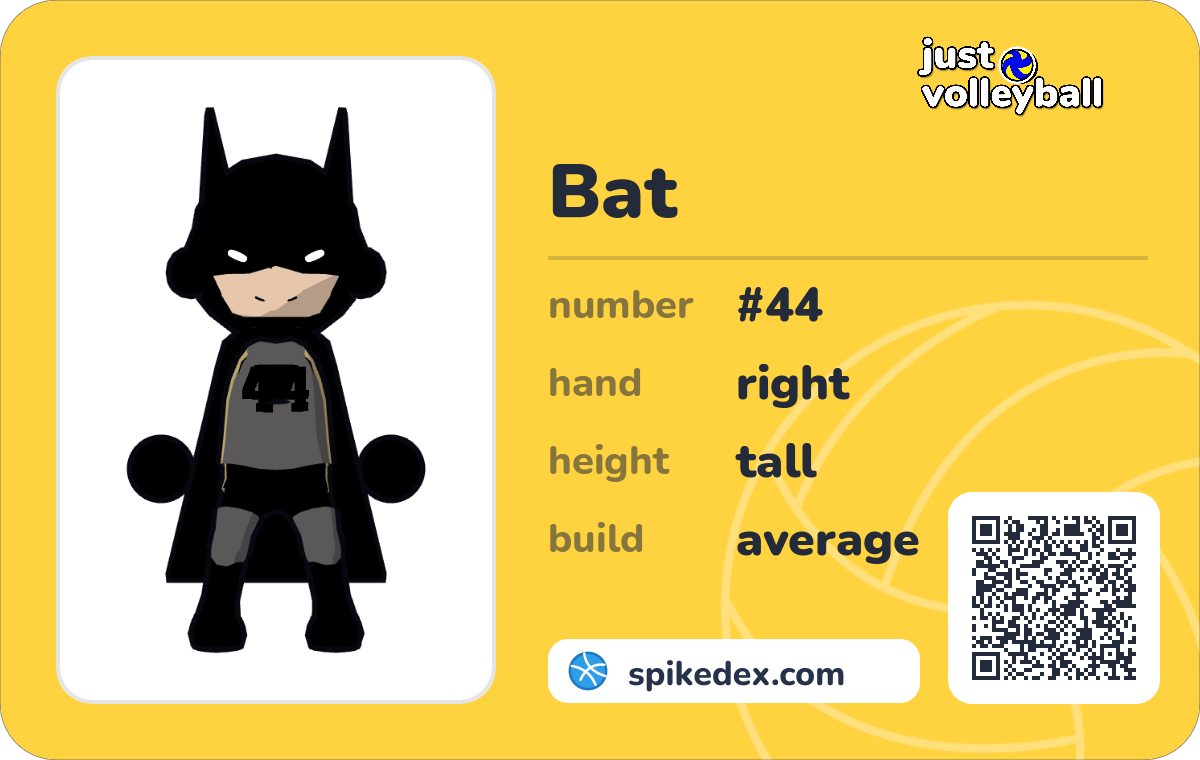 just
volleyball
Bat
number #44
hand right
height tall
build average
44
spikedex.com